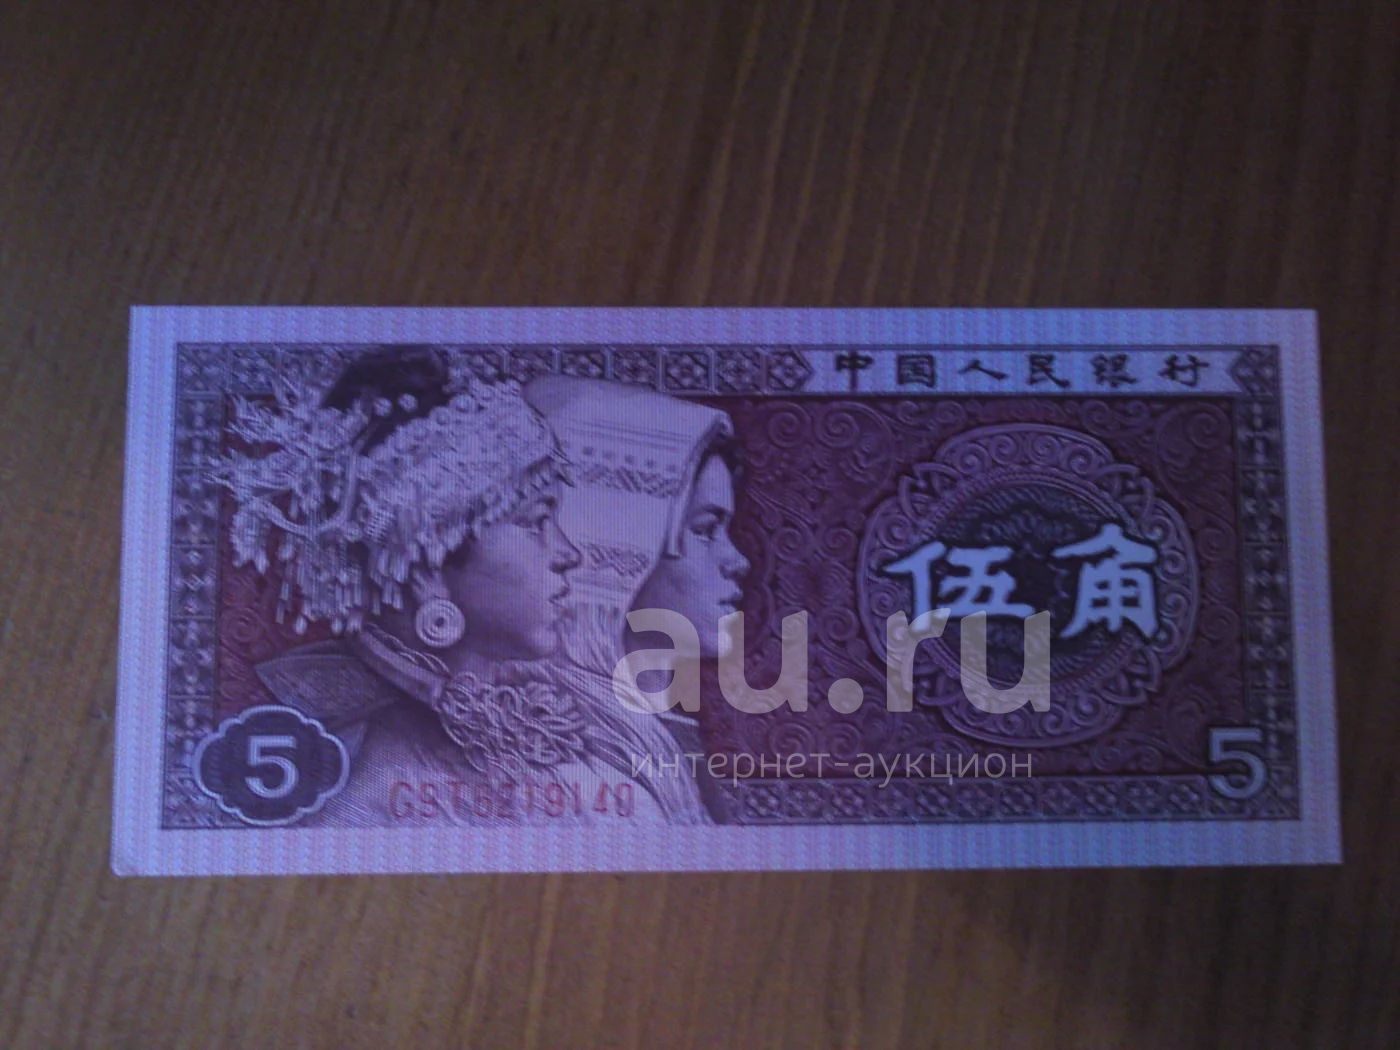 中国人民银行
伍角
au.ru
интернет-аукцион
5
5